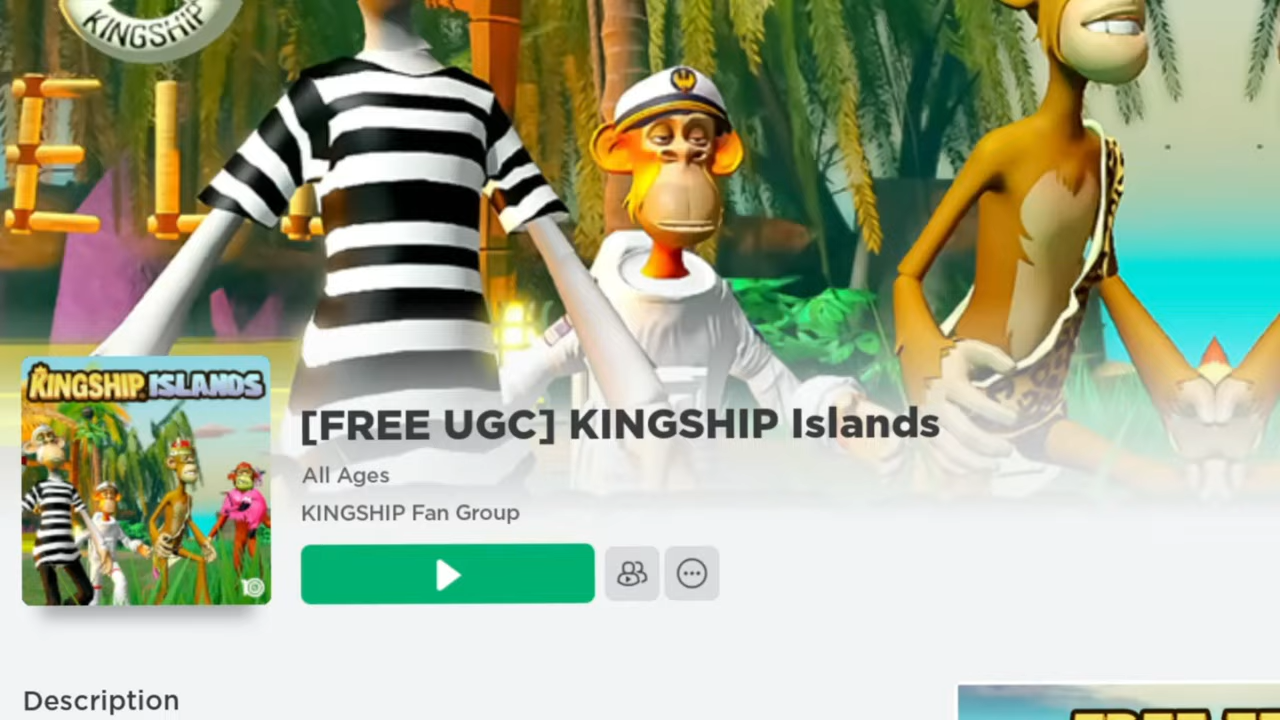 KINGSHIP
KINGSHIP ISLANDS
[FREE UGC] KINGSHIP Islands
All Ages
KINGSHIP Fan Group
Description